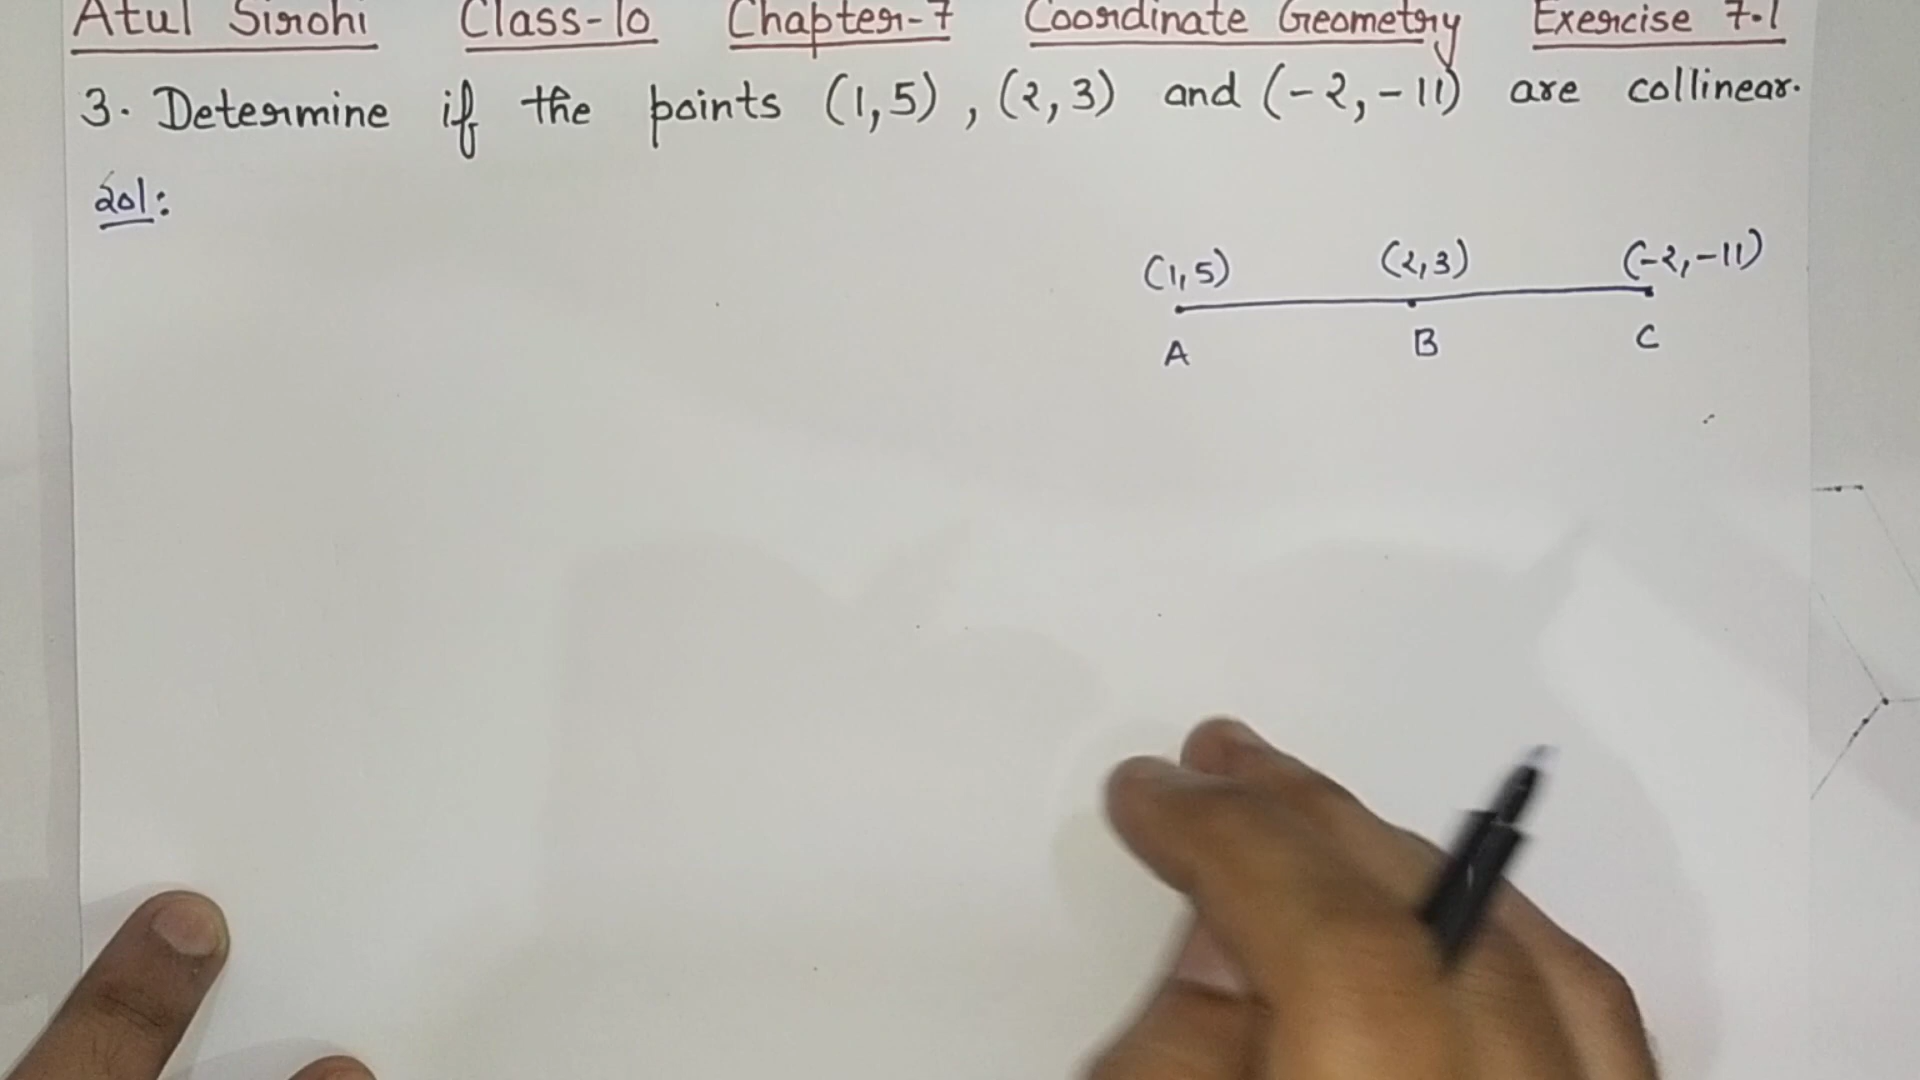 Atul Sirohi Class-10 Chapter-7 Coordinate Geometry Exercise 7.1
3. Determine if the points (1,5), (2,3) and (-2,-11) are collinear.
Sol:
(1,5) (2,3) (-2,-11)
A B C